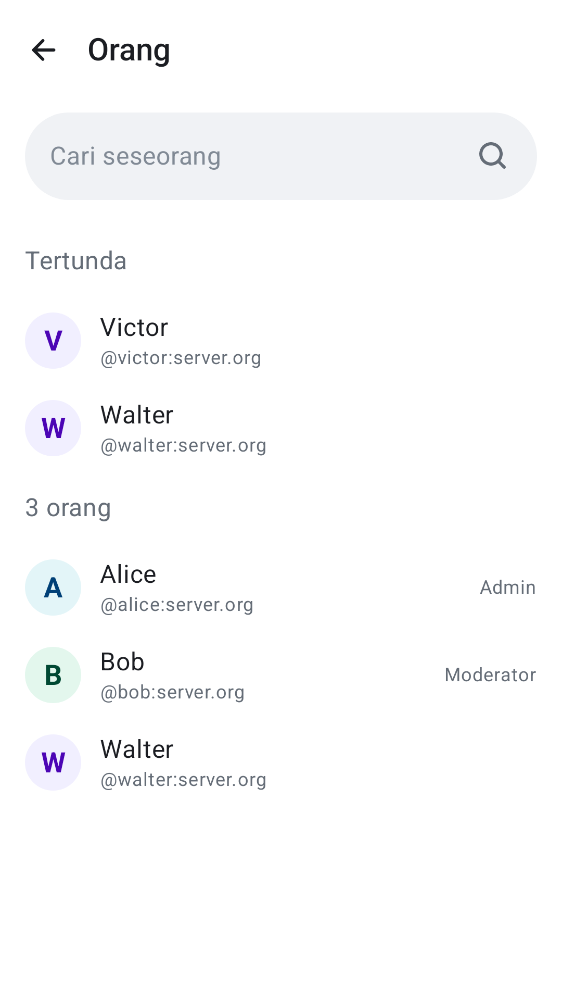 Orang
Cari seseorang
Tertunda
V
Victor
@victor:server.org
W
Walter
@walter:server.org
3 orang
A
Alice
@alice:server.org
Admin
B
Bob
@bob:server.org
Moderator
W
Walter
@walter:server.org